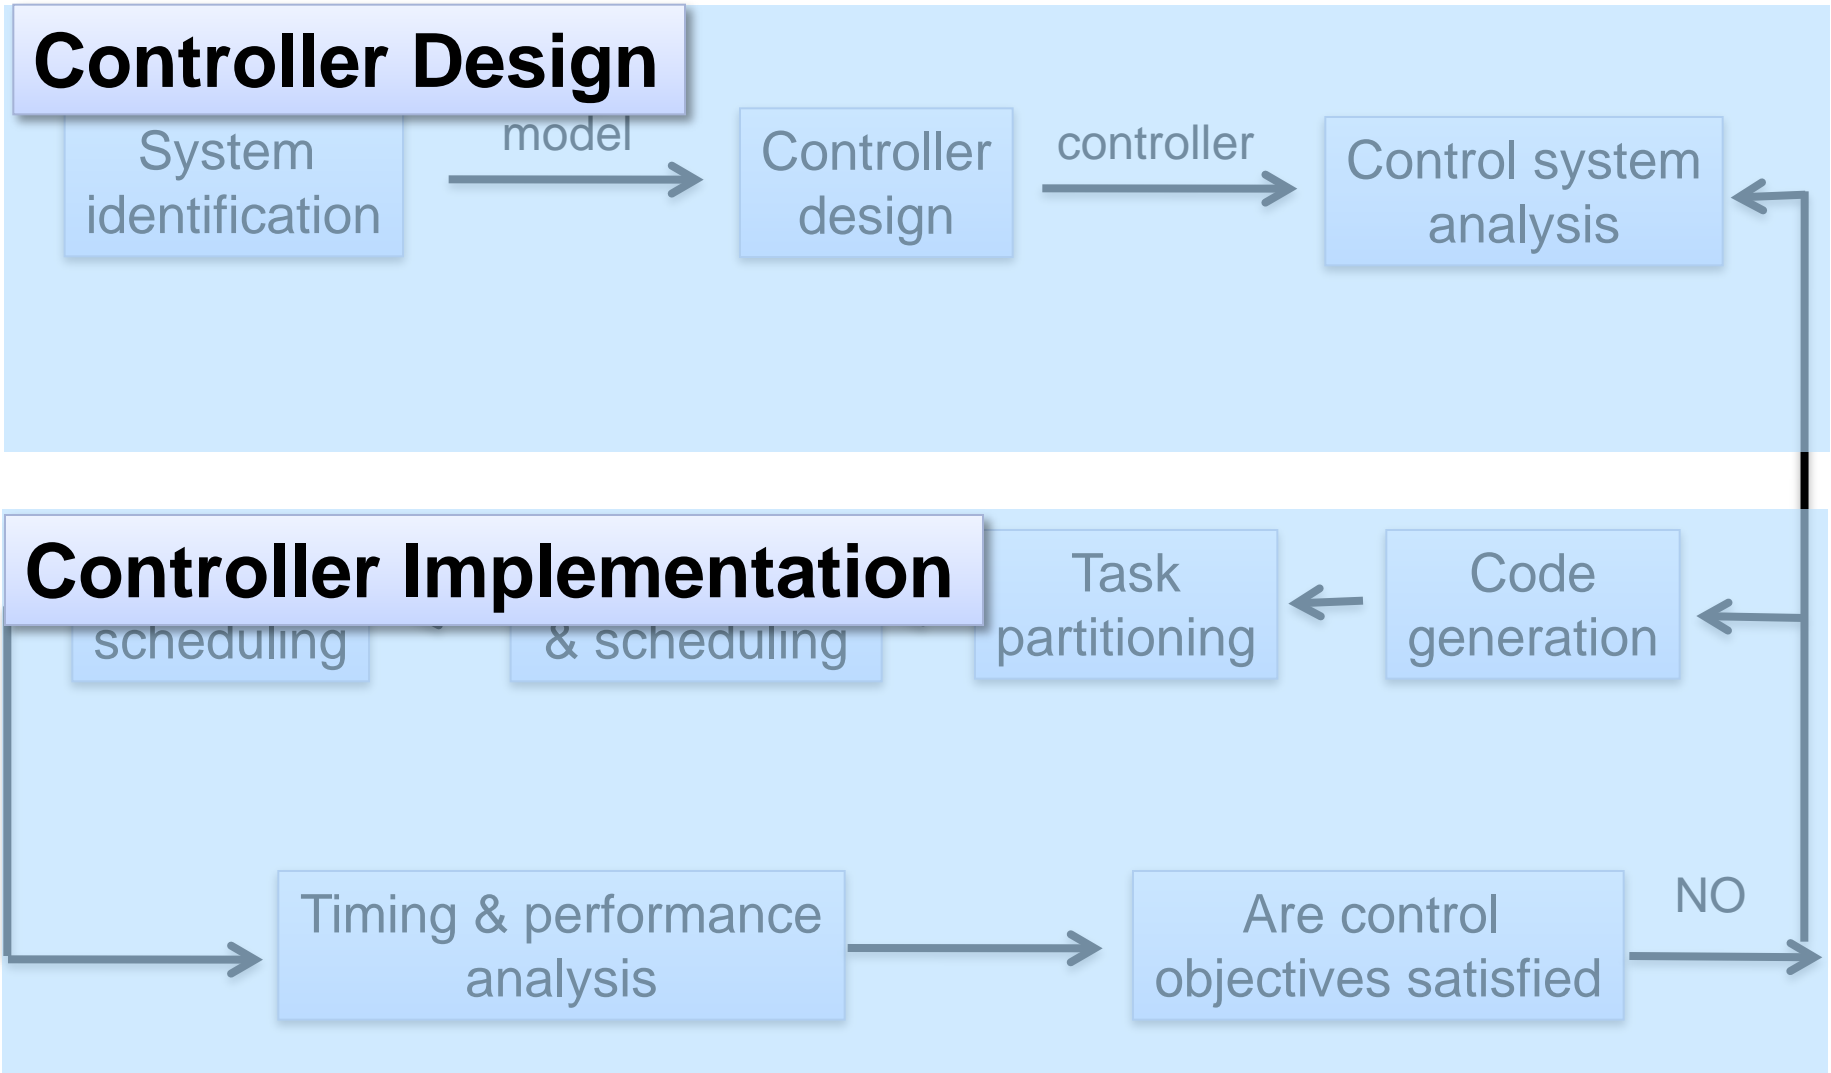 Controller Design
System
identification
model
Controller
design
controller
Control system
analysis
Controller Implementation
scheduling
& scheduling
Task
partitioning
Code
generation
Timing & performance
analysis
Are control
objectives satisfied
NO